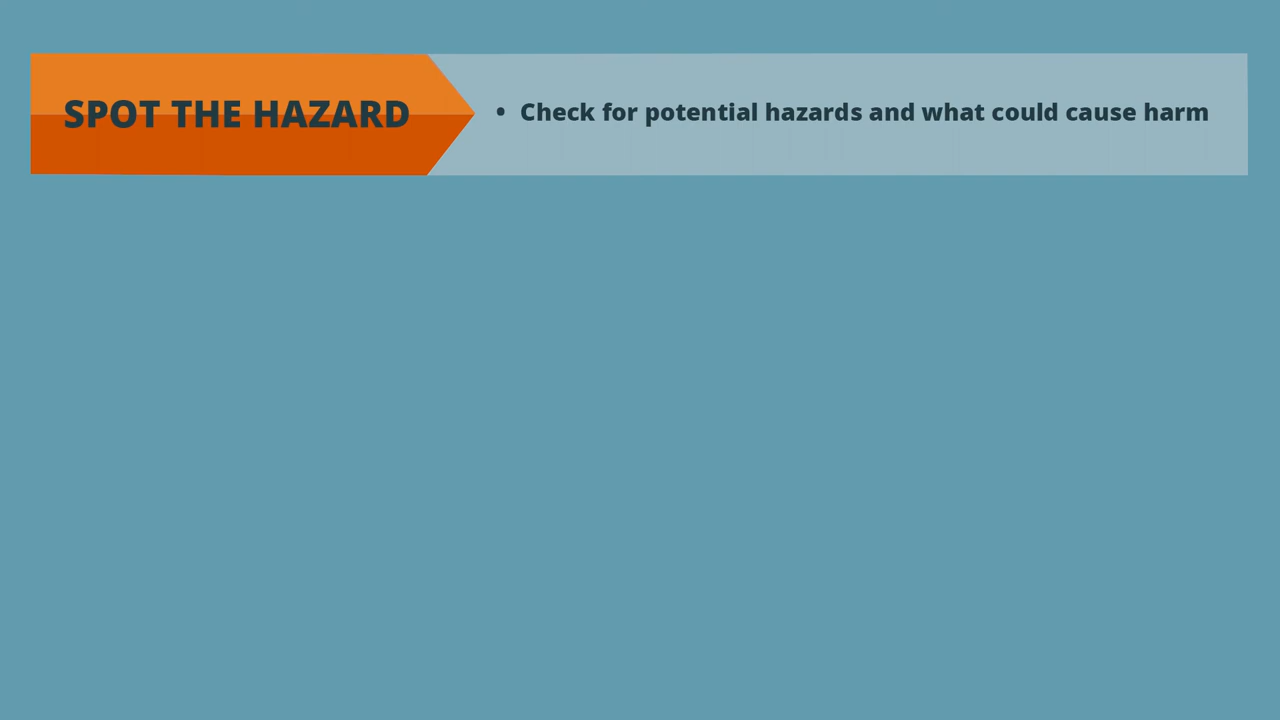 SPOT THE HAZARD
• Check for potential hazards and what could cause harm